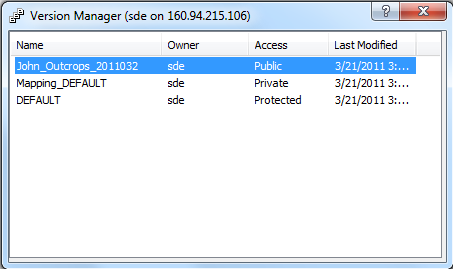 Version Manager (sde on 160.94.215.106)
Name Owner Access Last Modified
John_Outcrops_2011032 sde Public 3/21/2011 3:...
Mapping_DEFAULT sde Private 3/21/2011 3:...
DEFAULT sde Protected 3/21/2011 3:...